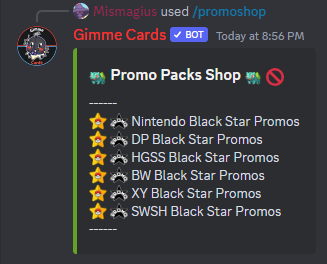 Mismagius used /promoshop
Gimme Cards ✓ BOT Today at 8:56 PM
Promo Packs Shop
------
Nintendo Black Star Promos
DP Black Star Promos
HGSS Black Star Promos
BW Black Star Promos
XY Black Star Promos
SWSH Black Star Promos
------